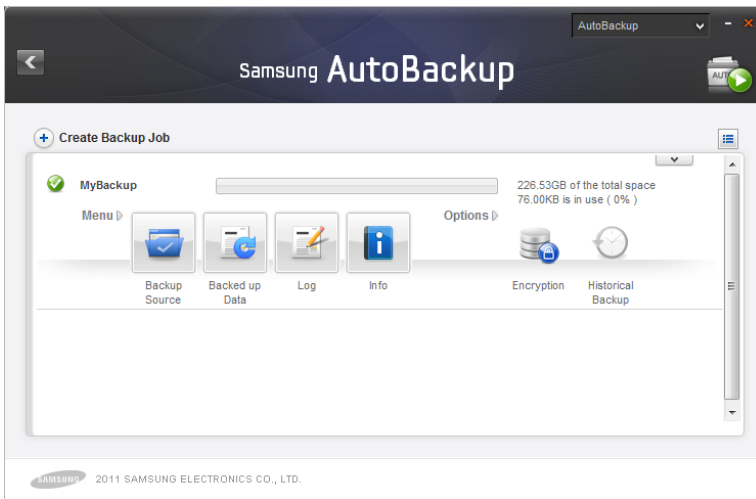 AutoBackup
Samsung AutoBackup
AUTO
Create Backup Job
MyBackup
226.53GB of the total space
76.00KB is in use ( 0% )
Menu
Options
Backup Source
Backed up Data
Log
Info
Encryption
Historical Backup
SAMSUNG
2011 SAMSUNG ELECTRONICS CO., LTD.